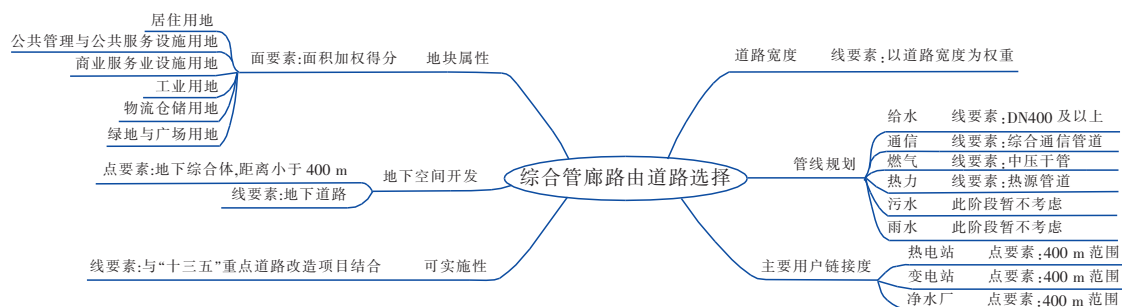 居住用地
公共管理与公共服务设施用地
商业服务业设施用地
工业用地
物流仓储用地
绿地与广场用地
面要素:面积加权得分 地块属性
点要素:地下综合体,距离小于 400 m
线要素:地下道路
地下空间开发
线要素:与“十三五”重点道路改造项目结合 可实施性
综合管廊路由道路选择
道路宽度 线要素:以道路宽度为权重
管线规划
给水 线要素:DN400 及以上
通信 线要素:综合通信管道
燃气 线要素:中压干管
热力 线要素:热源管道
污水 此阶段暂不考虑
雨水 此阶段暂不考虑
主要用户链接度
热电站 点要素:400 m 范围
变电站 点要素:400 m 范围
净水厂 点要素:400 m 范围